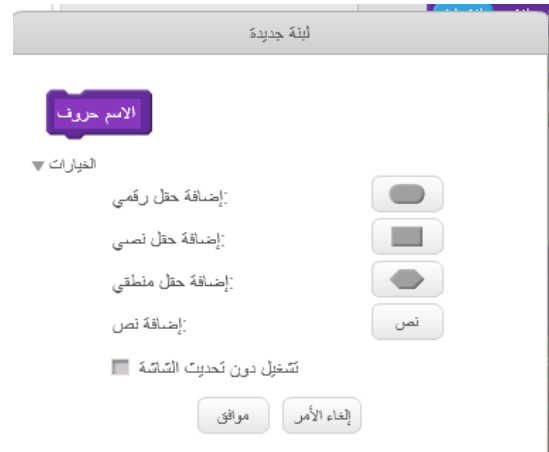 لبنة جديدة
الاسم حروف
الخيارات
إضافة حقل رقمي:
إضافة حقل نصي:
إضافة حقل منطقي:
إضافة نص:
نص
تشغيل دون تحديث الشاشة
موافق
إلغاء الأمر